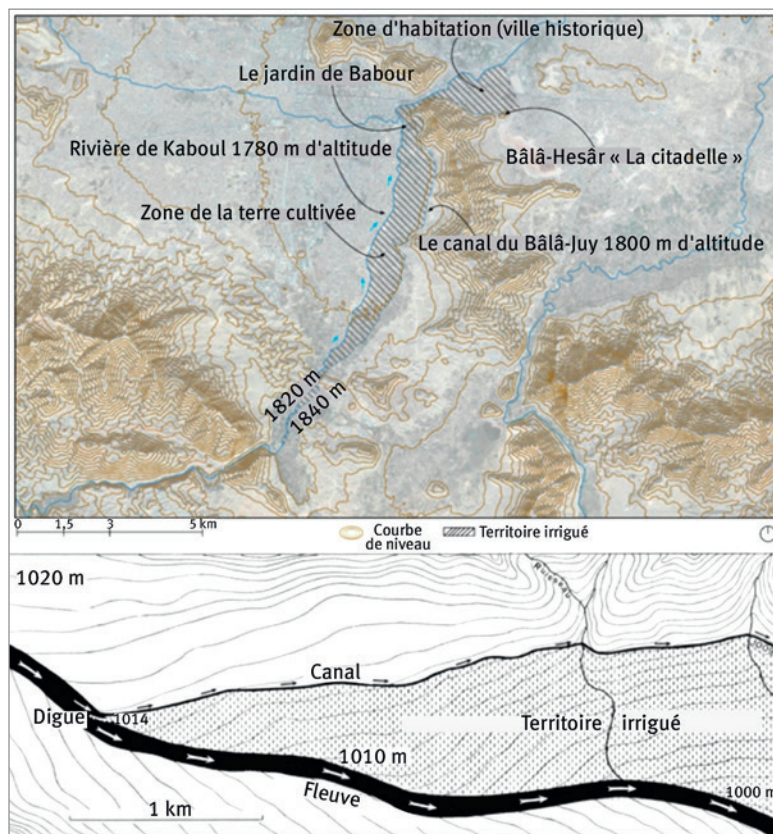 Zone d'habitation (ville historique)
Le jardin de Babour
Rivière de Kaboul 1780 m d'altitude
Bâlâ-Hesâr « La citadelle »
Zone de la terre cultivée
Le canal du Bâlâ-Juy 1800 m d'altitude
1820 m
1840 m
0 1,5 3 5 km
Courbe
de niveau
Territoire irrigué
1020 m
Ruisseau
Canal
Digue
1014
Territoire irrigué
1010 m
Fleuve
1000 m
1 km